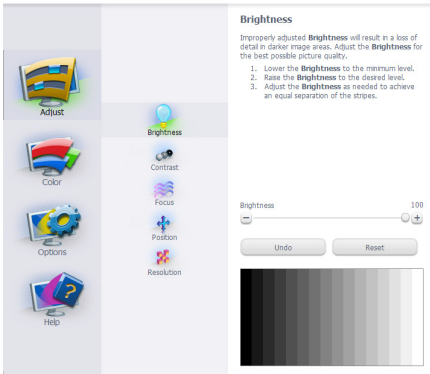 Adjust
Color
Options
Help
Brightness
Contrast
Focus
Position
Resolution
Brightness
Improperly adjusted Brightness will result in a loss of
detail in darker image areas. Adjust the Brightness for
the best possible picture quality.
1. Lower the Brightness to the minimum level.
2. Raise the Brightness to the desired level.
3. Adjust the Brightness as needed to achieve
an equal separation of the stripes.
Brightness 100
Undo Reset